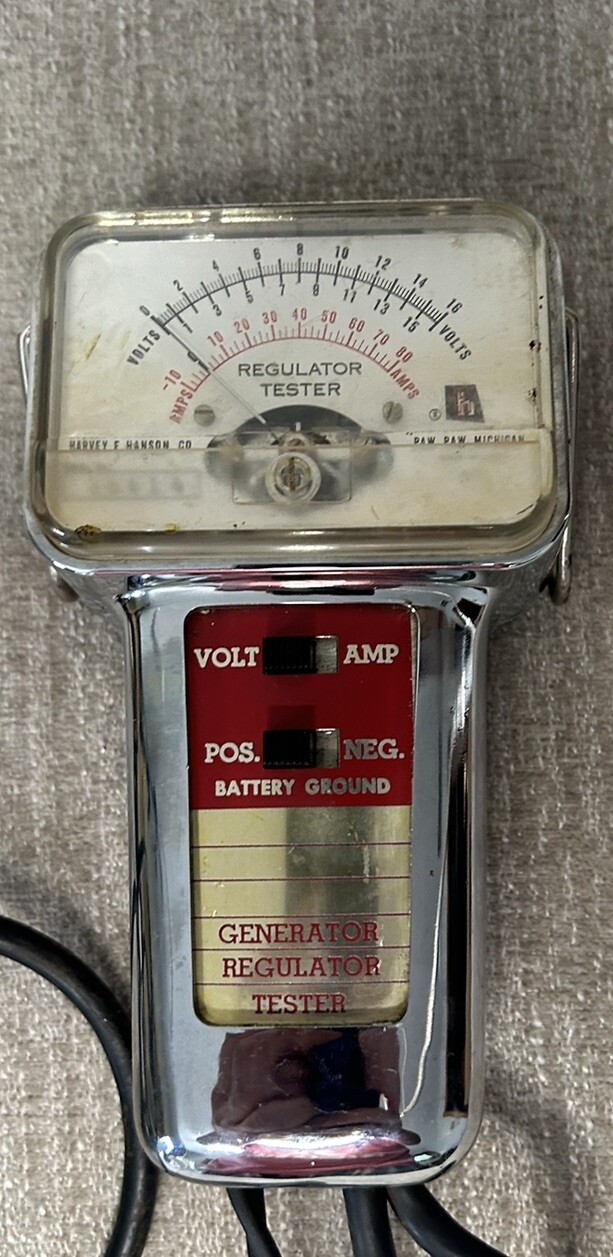 0 2 4 6 8 10 12 14 16
VOLTS 1 3 5 7 9 11 13 15 VOLTS
-10 0 10 20 30 40 50 60 70 80
AMPS AMPS
REGULATOR
TESTER
®
HARVEY E HANSON CO PAW PAW MICHIGAN
VOLT AMP
POS. NEG.
BATTERY GROUND
GENERATOR
REGULATOR
TESTER